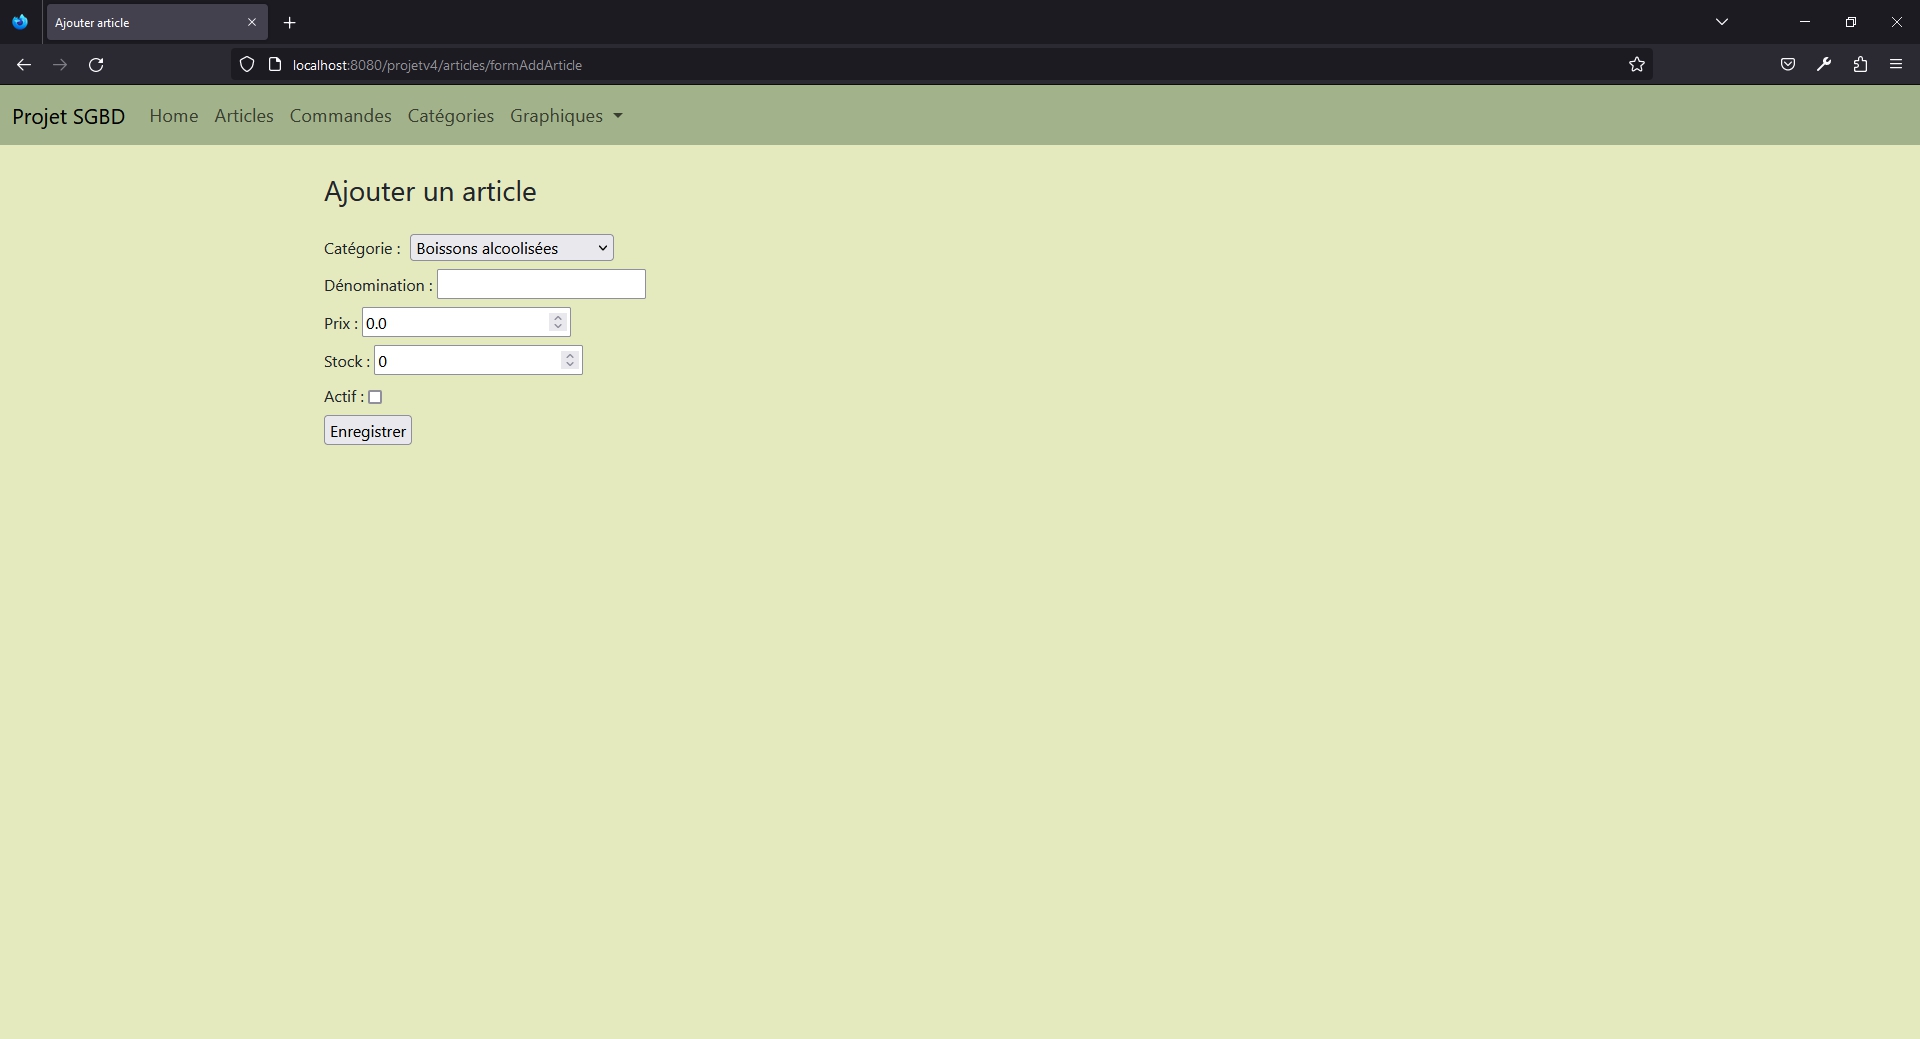 Ajouter article
localhost:8080/projetv4/articles/formAddArticle
Projet SGBD Home Articles Commandes Catégories Graphiques
Ajouter un article
Catégorie : Boissons alcoolisées
Dénomination :
Prix : 0.0
Stock : 0
Actif :
Enregistrer